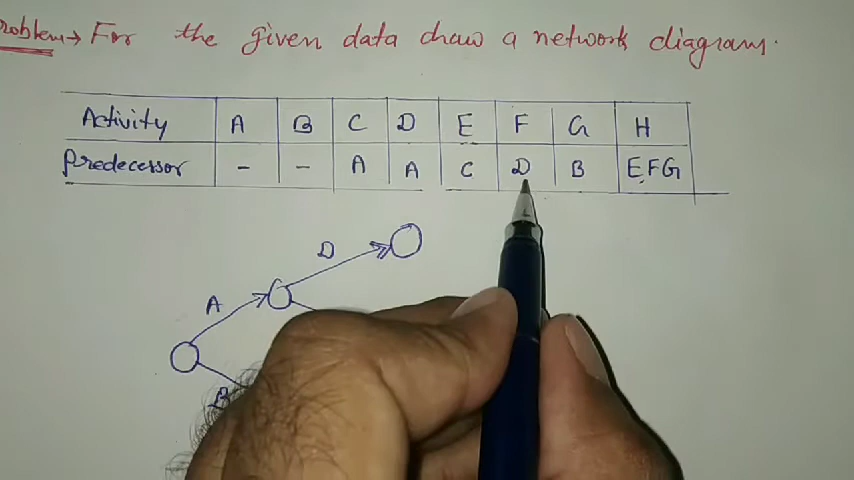 roblem → For the given data draw a network diagram.
Activity A B C D E F G H
Predecessor - - A A C D B E, F G
D
A
B